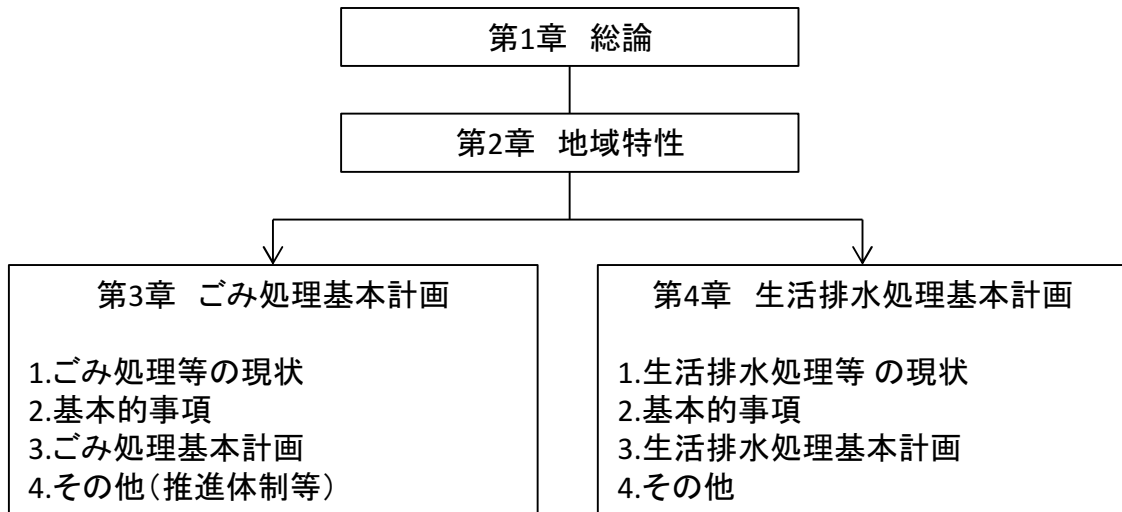 第1章 総論
第2章 地域特性
第3章 ごみ処理基本計画
1.ごみ処理等の現状
2.基本的事項
3.ごみ処理基本計画
4.その他(推進体制等)
第4章 生活排水処理基本計画
1.生活排水処理等 の現状
2.基本的事項
3.生活排水処理基本計画
4.その他